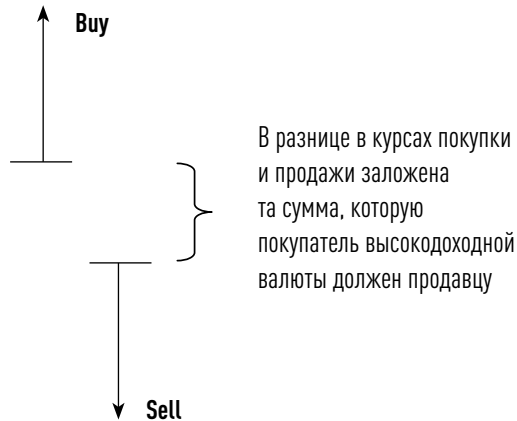 Buy
В разнице в курсах покупки
и продажи заложена
та сумма, которую
покупатель высокодоходной
валюты должен продавцу
Sell